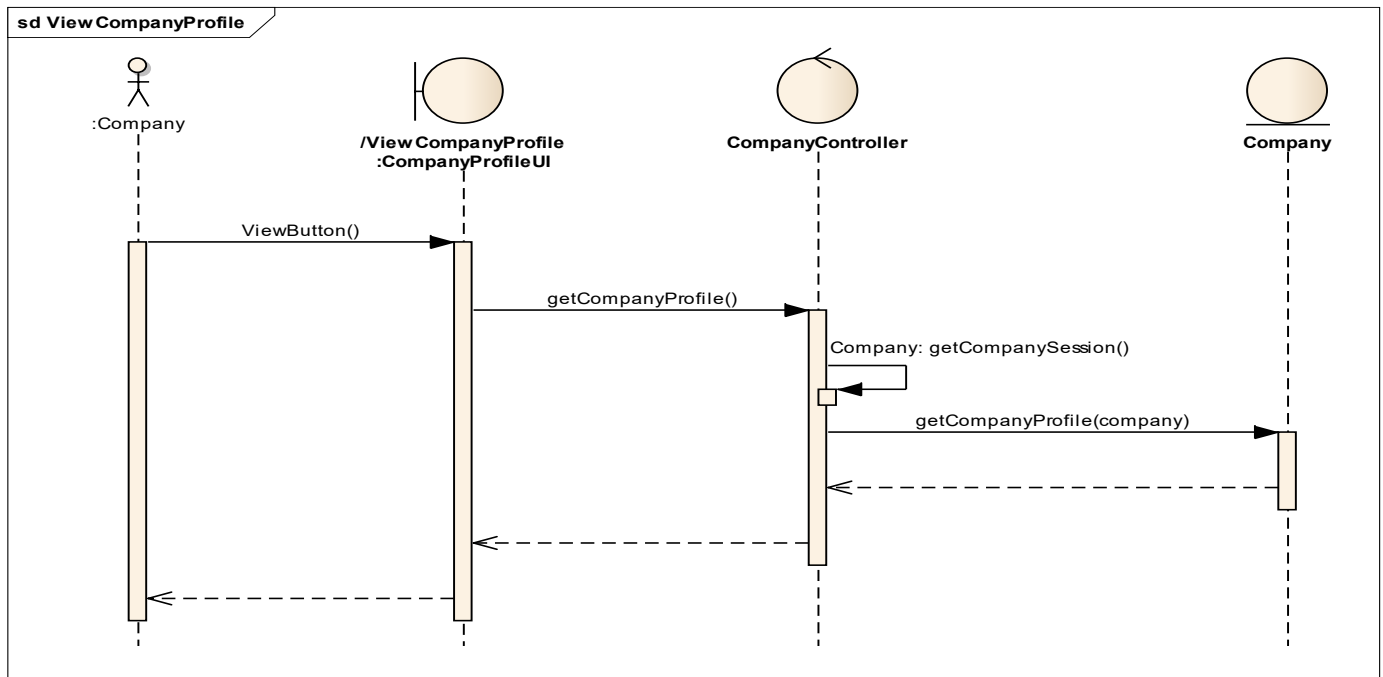 sd ViewCompanyProfile
:Company
/ViewCompanyProfile
:CompanyProfileUI
CompanyController
Company
ViewButton()
getCompanyProfile()
Company: getCompanySession()
getCompanyProfile(company)